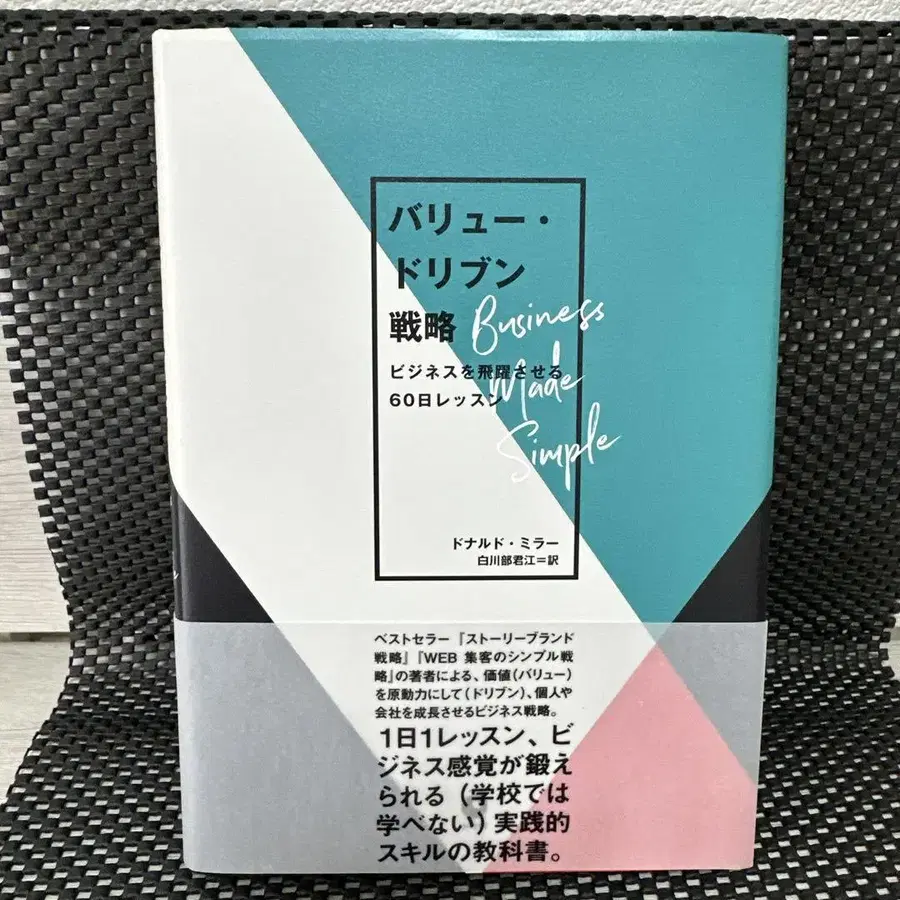 バリュー・
ドリブン
戦略
Business
Made
Simple
ビジネスを飛躍させる
60日レッスン
ドナルド・ミラー
白川部君江＝訳
ベストセラー『ストーリーブランド
戦略』『WEB 集客のシンプル戦
略』の著者による、価値（バリュー）
を原動力にして（ドリブン）、個人や
会社を成長させるビジネス戦略。
1日1レッスン、ビ
ジネス感覚が鍛え
られる（学校では
学べない）実践的
スキルの教科書。